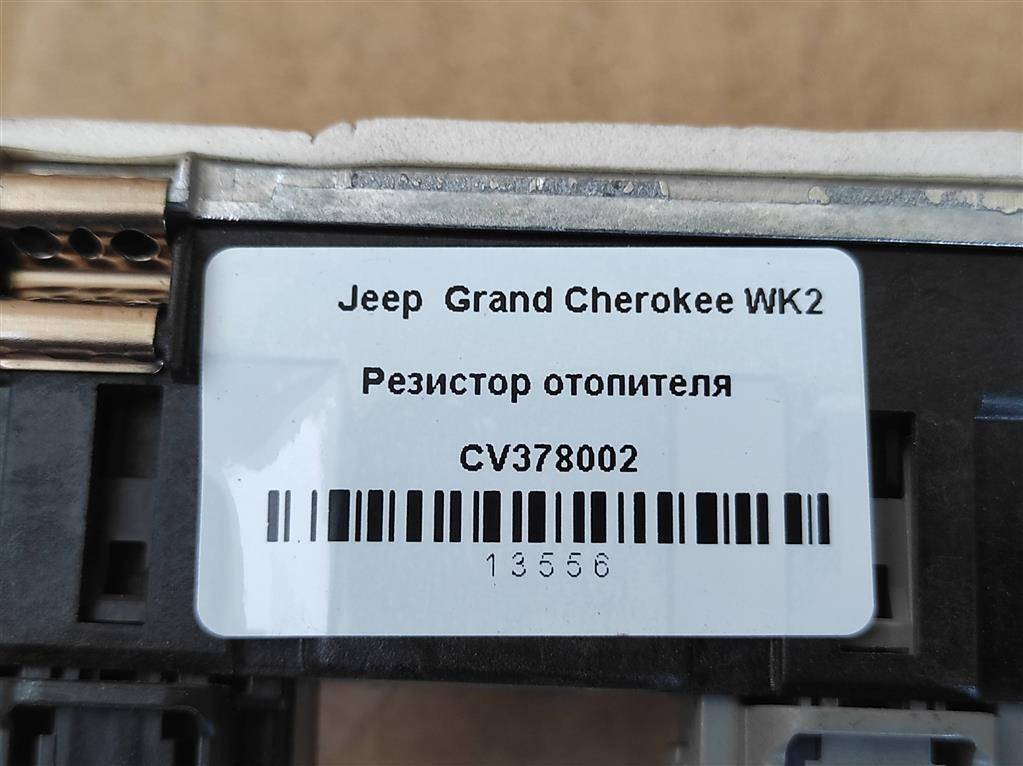 Jeep Grand Cherokee WK2
Резистор отопителя
CV378002
13556